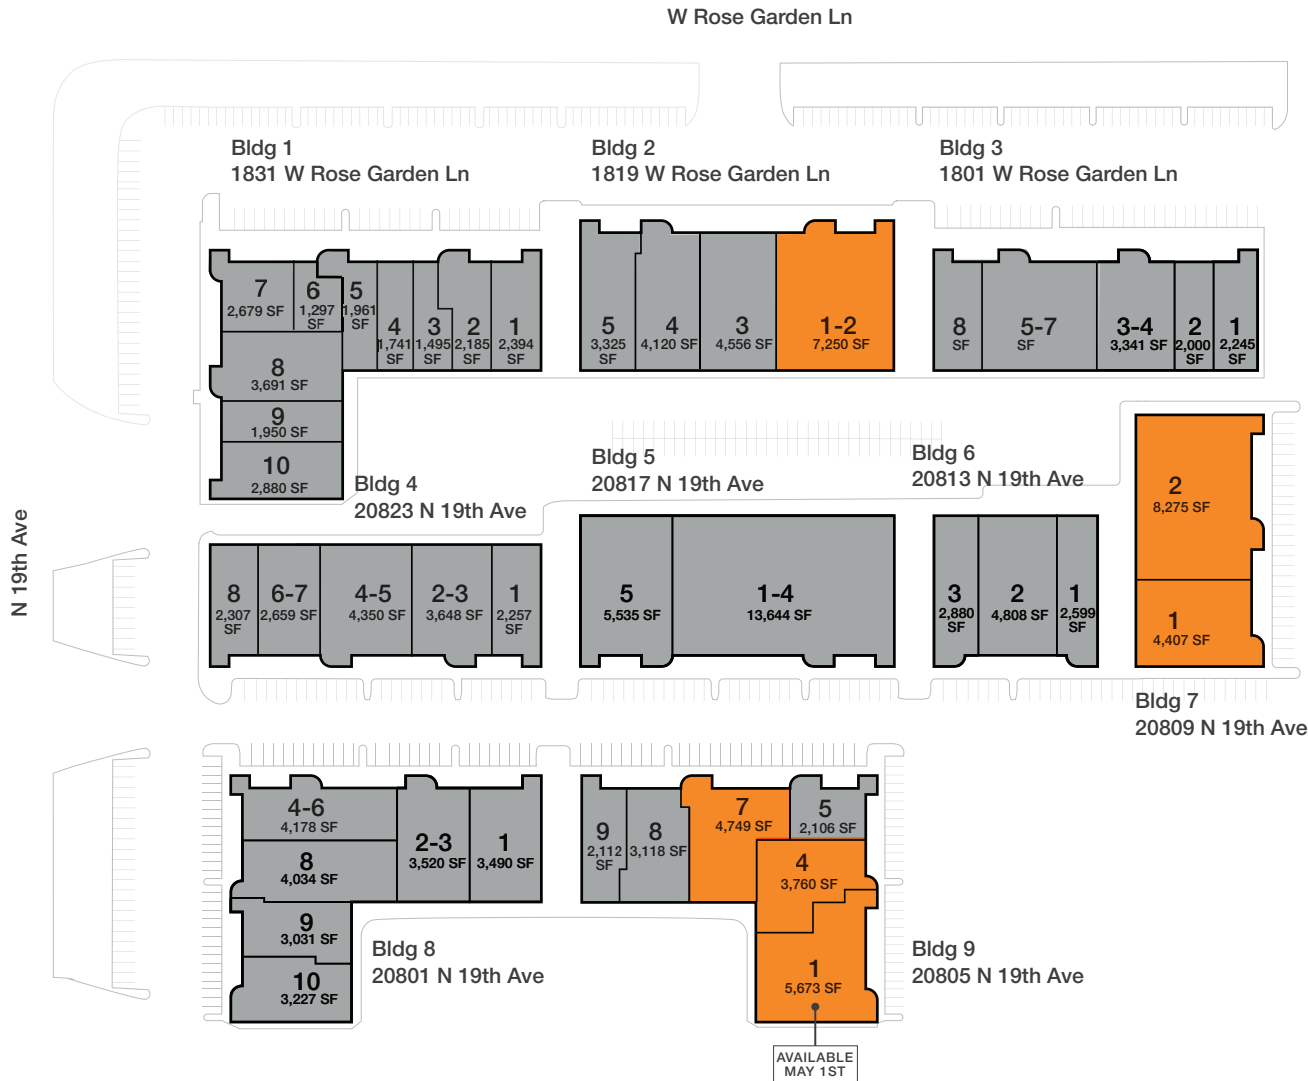 W Rose Garden Ln
Bldg 1
1831 W Rose Garden Ln
Bldg 2
1819 W Rose Garden Ln
Bldg 3
1801 W Rose Garden Ln
7
2,679 SF
6
1,297
SF
5
1,961
SF
4
1,741
SF
3
1,495
SF
2
2,185
SF
1
2,394
SF
8
3,691 SF
9
1,950 SF
10
2,880 SF
5
3,325
SF
4
4,120 SF
3
4,556 SF
1-2
7,250 SF
8
SF
5-7
SF
3-4
3,341 SF
2
2,000
SF
1
2,245
SF
Bldg 4
20823 N 19th Ave
Bldg 5
20817 N 19th Ave
Bldg 6
20813 N 19th Ave
N 19th Ave
8
2,307
SF
6-7
2,659 SF
4-5
4,350 SF
2-3
3,648 SF
1
2,257
SF
5
5,535 SF
1-4
13,644 SF
3
2,880
SF
2
4,808 SF
1
2,599
SF
2
8,275 SF
1
4,407 SF
Bldg 7
20809 N 19th Ave
4-6
4,178 SF
2-3
3,520 SF
1
3,490 SF
8
4,034 SF
9
3,031 SF
10
3,227 SF
Bldg 8
20801 N 19th Ave
9
2,112
SF
8
3,118 SF
7
4,749 SF
5
2,106 SF
4
3,760 SF
1
5,673 SF
Bldg 9
20805 N 19th Ave
AVAILABLE
MAY 1ST